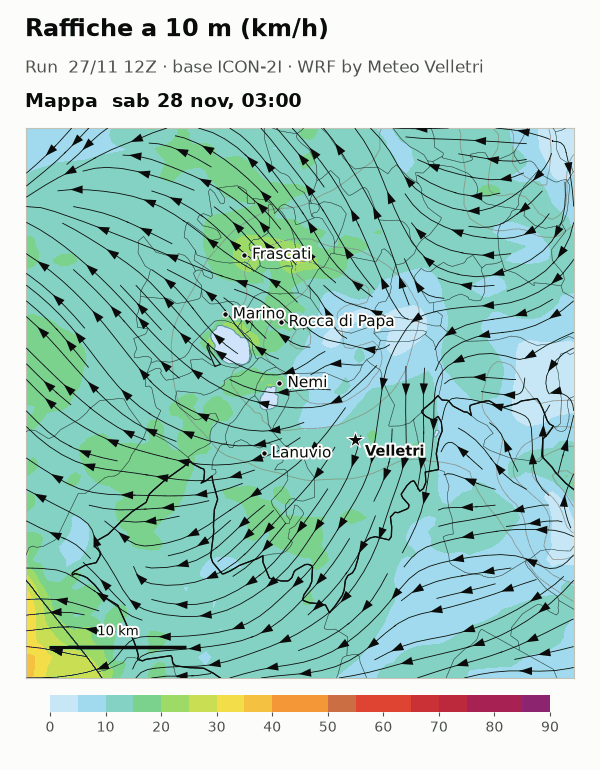 Raffiche a 10 m (km/h)
Run 27/11 12Z · base ICON-2I · WRF by Meteo Velletri
Mappa sab 28 nov, 03:00
Frascati
Marino
Rocca di Papa
Nemi
Velletri
Lanuvio
10 km
0 10 20 30 40 50 60 70 80 90